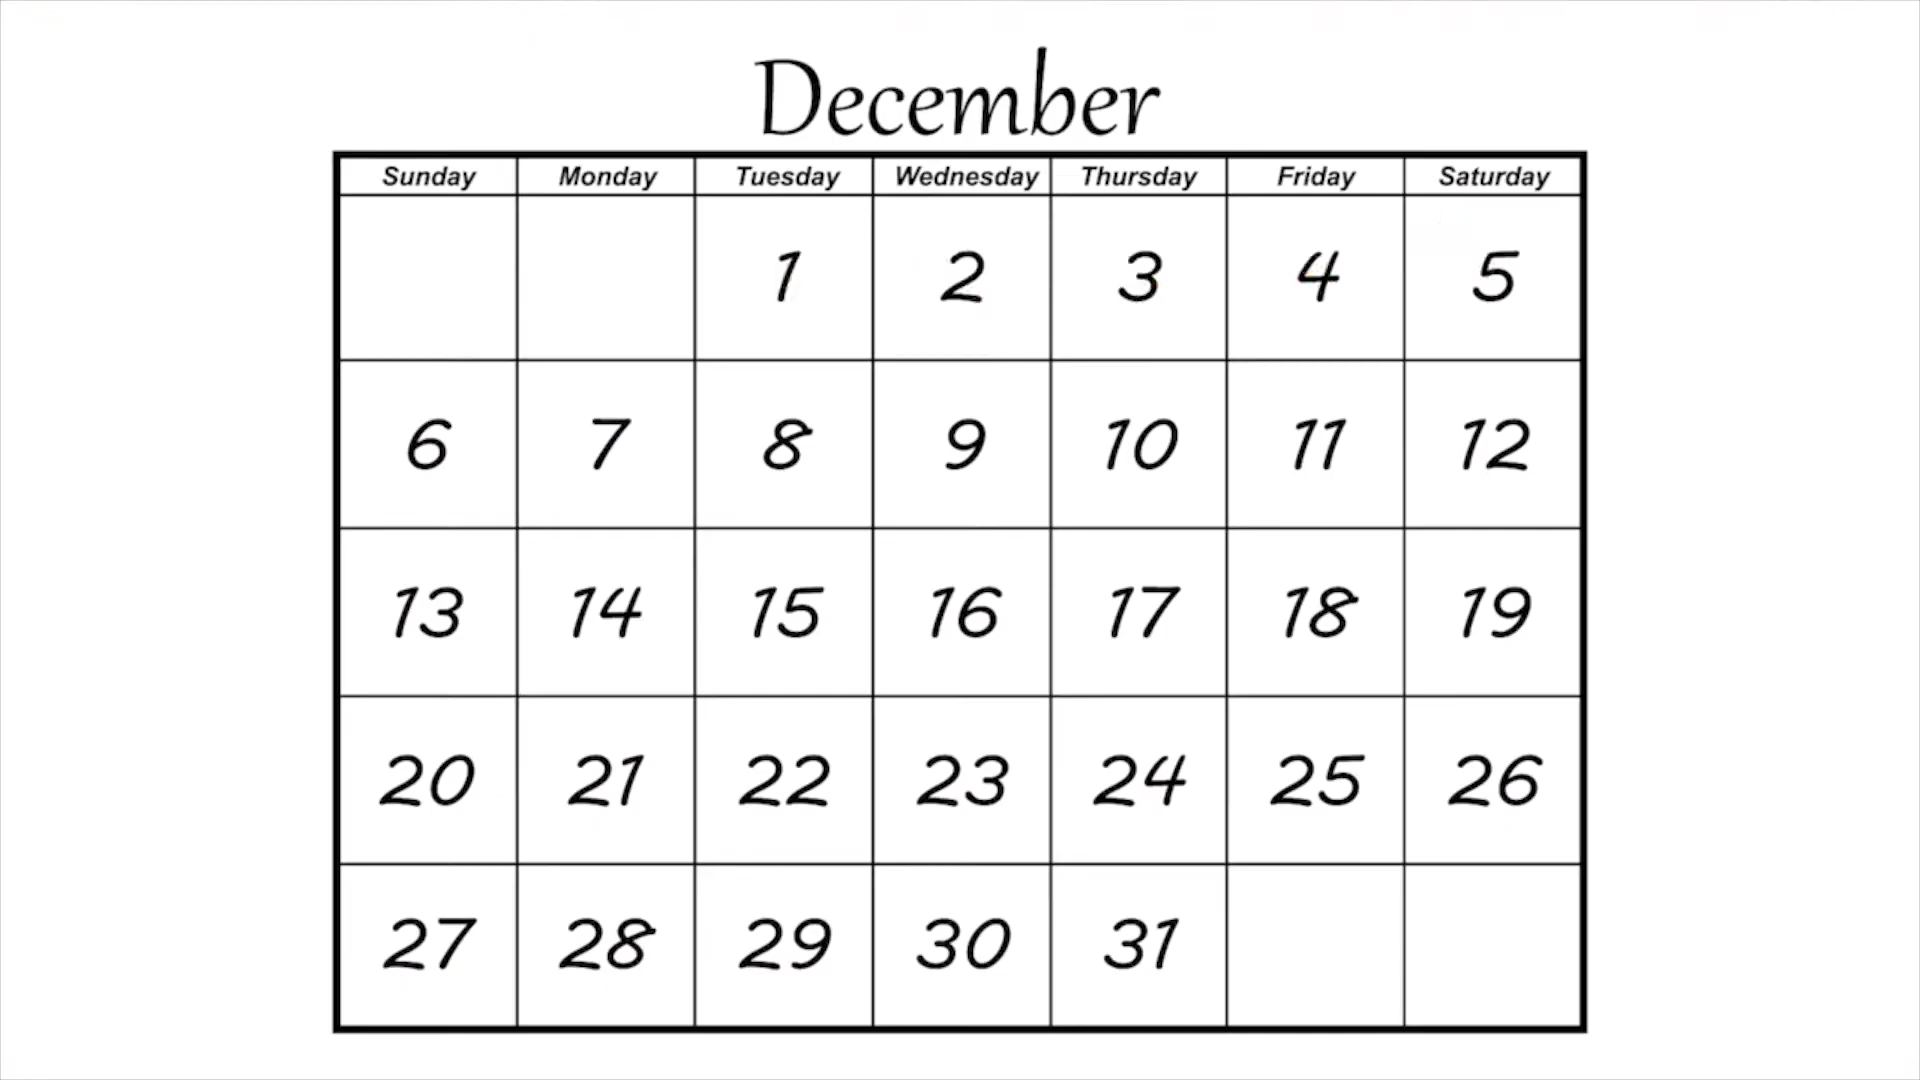 December
Sunday Monday Tuesday Wednesday Thursday Friday Saturday
1 2 3 4 5
6 7 8 9 10 11 12
13 14 15 16 17 18 19
20 21 22 23 24 25 26
27 28 29 30 31